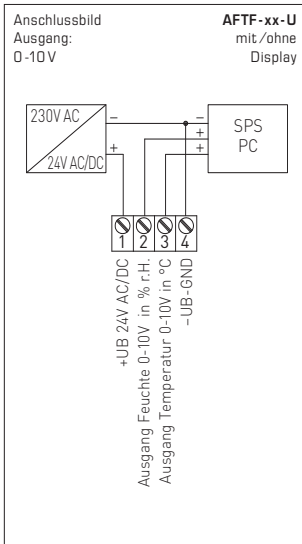 Anschlussbild
Ausgang:
0-10 V
AFTF-xx-U
mit/ohne
Display
230V AC
24V AC/DC
–
+
–
+
+
SPS
PC
1
2
3
4
+UB 24V AC/DC
Ausgang Feuchte 0-10V in % r.H.
Ausgang Temperatur 0-10V in °C
–UB-GND